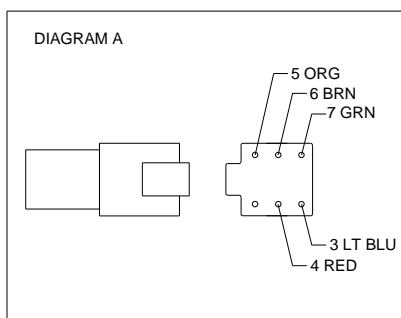 DIAGRAM A
5 ORG
6 BRN
7 GRN
3 LT BLU
4 RED